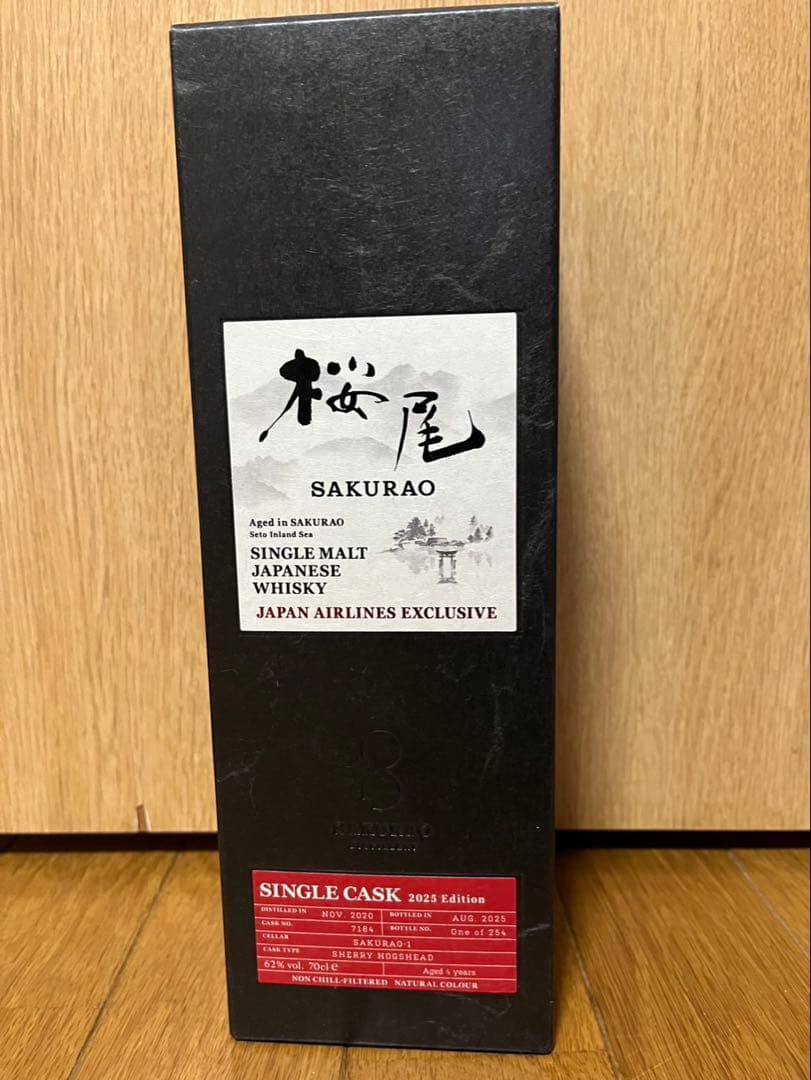 桜尾
SAKURAO
Aged in SAKURAO
Seto Inland Sea
SINGLE MALT
JAPANESE
WHISKY
JAPAN AIRLINES EXCLUSIVE
SAKURAO
DISTILLERY
SINGLE CASK 2025 Edition
DISTILLED IN NOV. 2020 BOTTLED IN AUG. 2025
CASK NO. 7184 BOTTLE NO. One of 254
CELLAR SAKURAO-1
CASK TYPE SHERRY HOGSHEAD
62% vol. 70cl ℮ Aged 4 years
NON CHILL-FILTERED NATURAL COLOUR